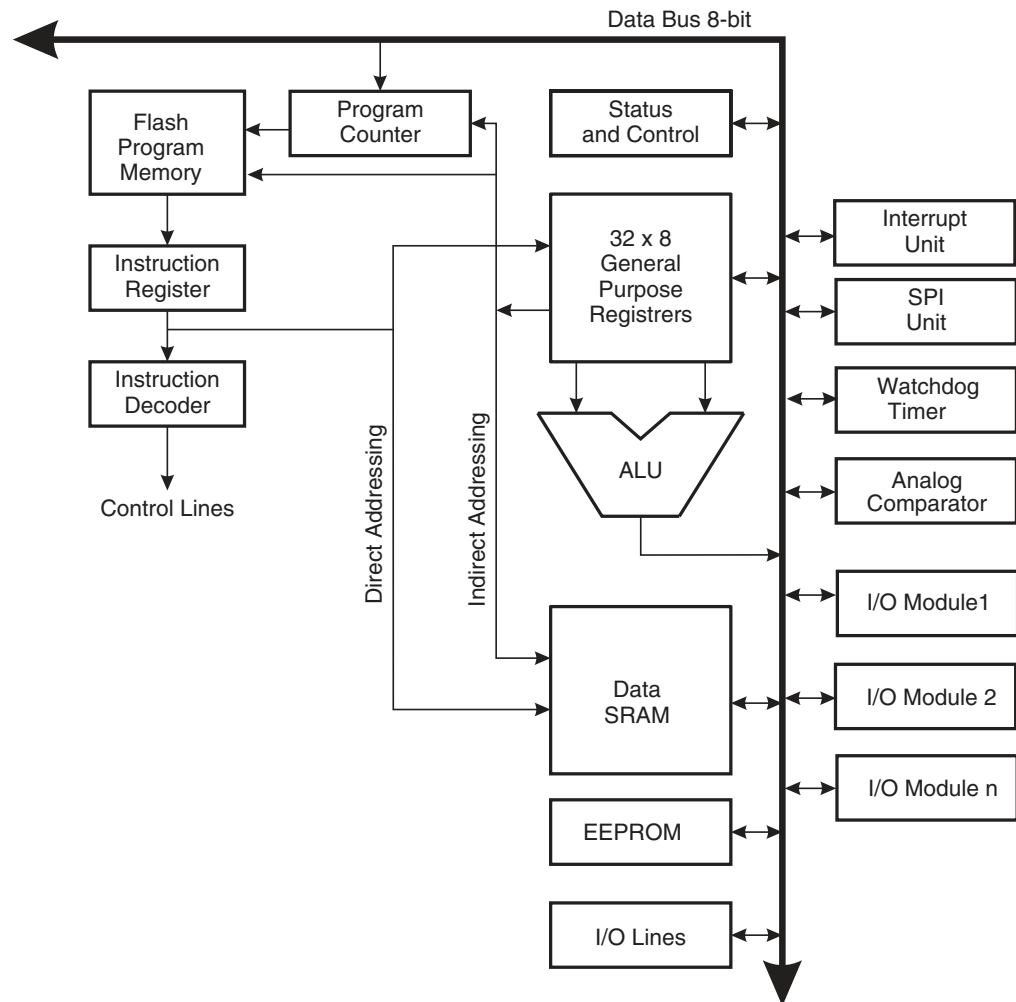 Data Bus 8-bit
Flash
Program
Memory
Program
Counter
Status
and Control
32 x 8
General
Purpose
Registrers
Interrupt
Unit
Instruction
Register
SPI
Unit
Instruction
Decoder
Watchdog
Timer
ALU
Analog
Comparator
Control Lines
Direct Addressing
Indirect Addressing
I/O Module1
Data
SRAM
I/O Module 2
I/O Module n
EEPROM
I/O Lines